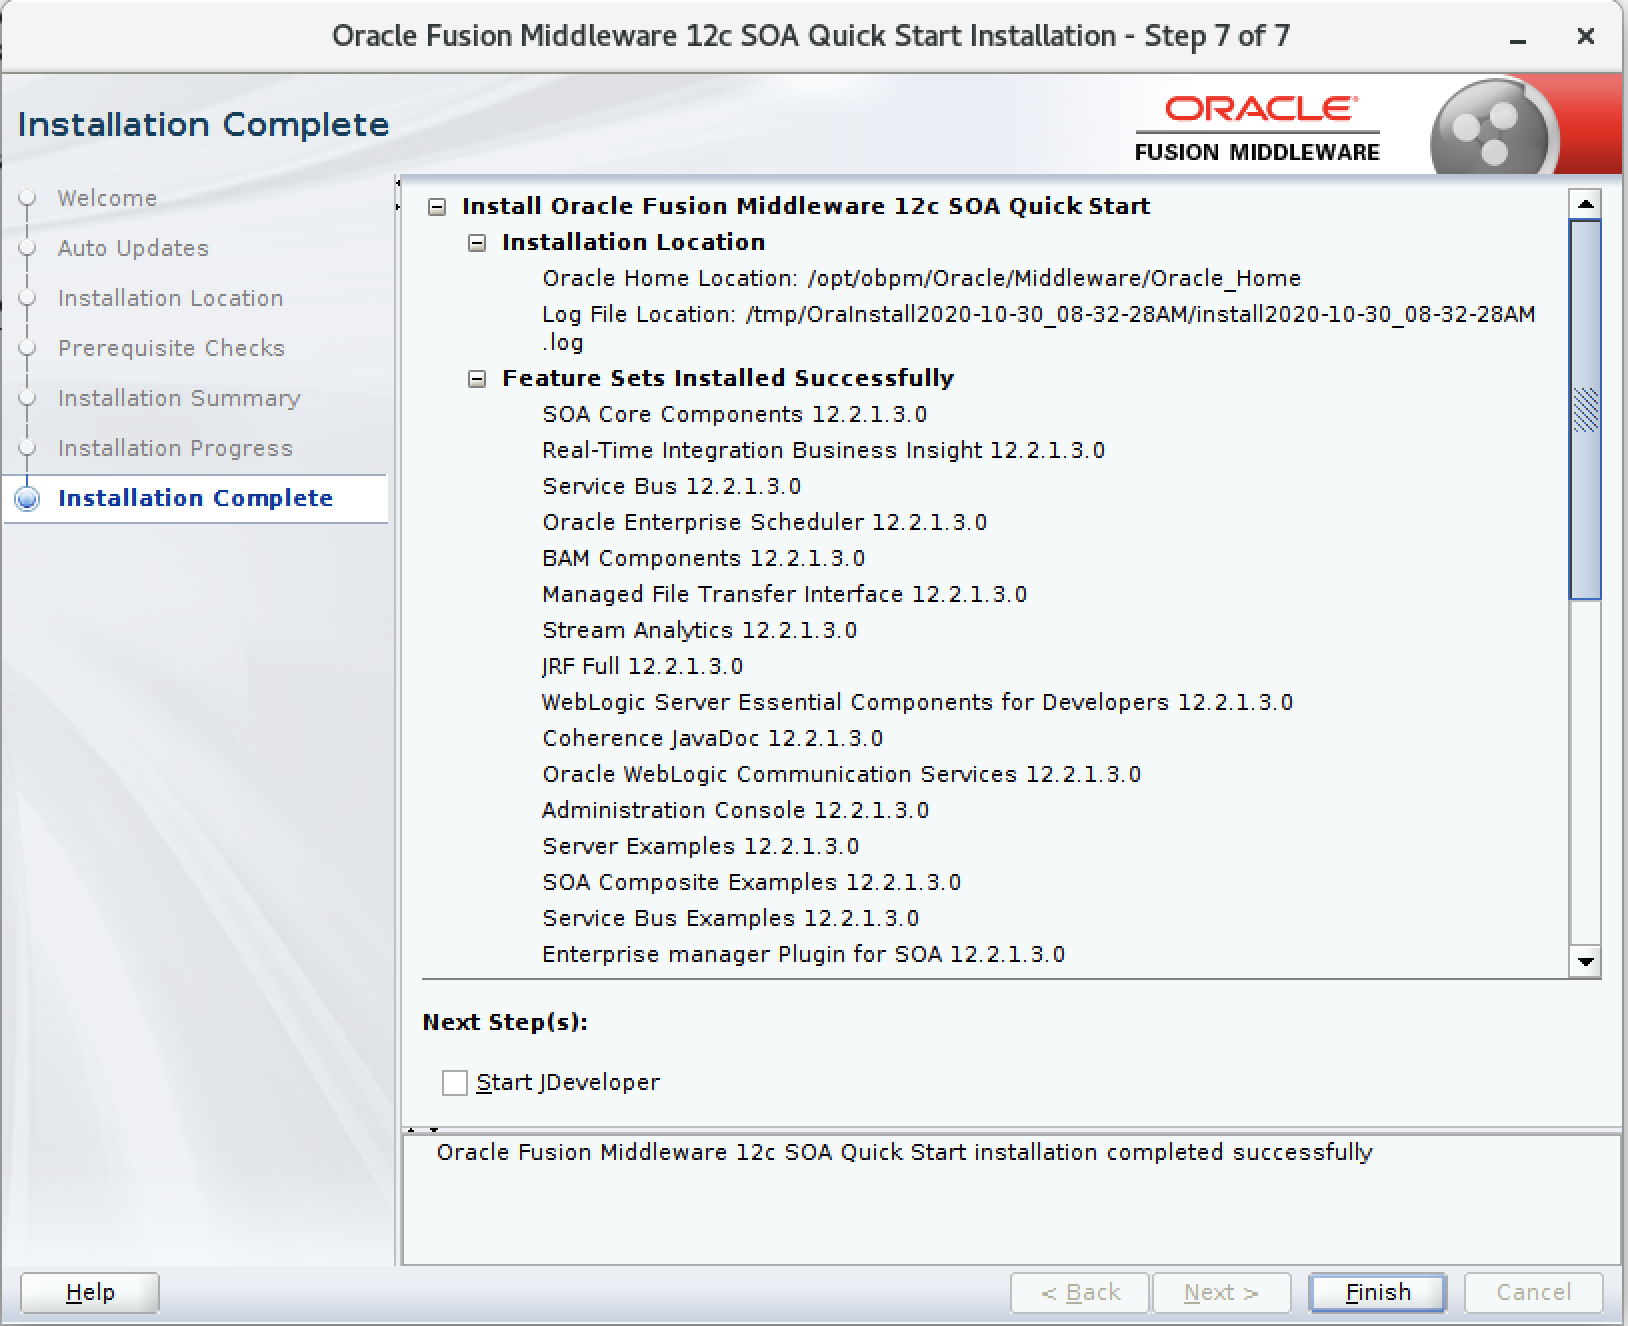 Oracle Fusion Middleware 12c SOA Quick Start Installation - Step 7 of 7
Installation Complete
ORACLE
FUSION MIDDLEWARE
Welcome
Auto Updates
Installation Location
Prerequisite Checks
Installation Summary
Installation Progress
Installation Complete
Install Oracle Fusion Middleware 12c SOA Quick Start
Installation Location
Oracle Home Location: /opt/obpm/Oracle/Middleware/Oracle_Home
Log File Location: /tmp/OraInstall2020-10-30_08-32-28AM/install2020-10-30_08-32-28AM
.log
Feature Sets Installed Successfully
SOA Core Components 12.2.1.3.0
Real-Time Integration Business Insight 12.2.1.3.0
Service Bus 12.2.1.3.0
Oracle Enterprise Scheduler 12.2.1.3.0
BAM Components 12.2.1.3.0
Managed File Transfer Interface 12.2.1.3.0
Stream Analytics 12.2.1.3.0
JRF Full 12.2.1.3.0
WebLogic Server Essential Components for Developers 12.2.1.3.0
Coherence JavaDoc 12.2.1.3.0
Oracle WebLogic Communication Services 12.2.1.3.0
Administration Console 12.2.1.3.0
Server Examples 12.2.1.3.0
SOA Composite Examples 12.2.1.3.0
Service Bus Examples 12.2.1.3.0
Enterprise manager Plugin for SOA 12.2.1.3.0
Next Step(s):
Start JDeveloper
Oracle Fusion Middleware 12c SOA Quick Start installation completed successfully
Help
< Back
Next >
Finish
Cancel